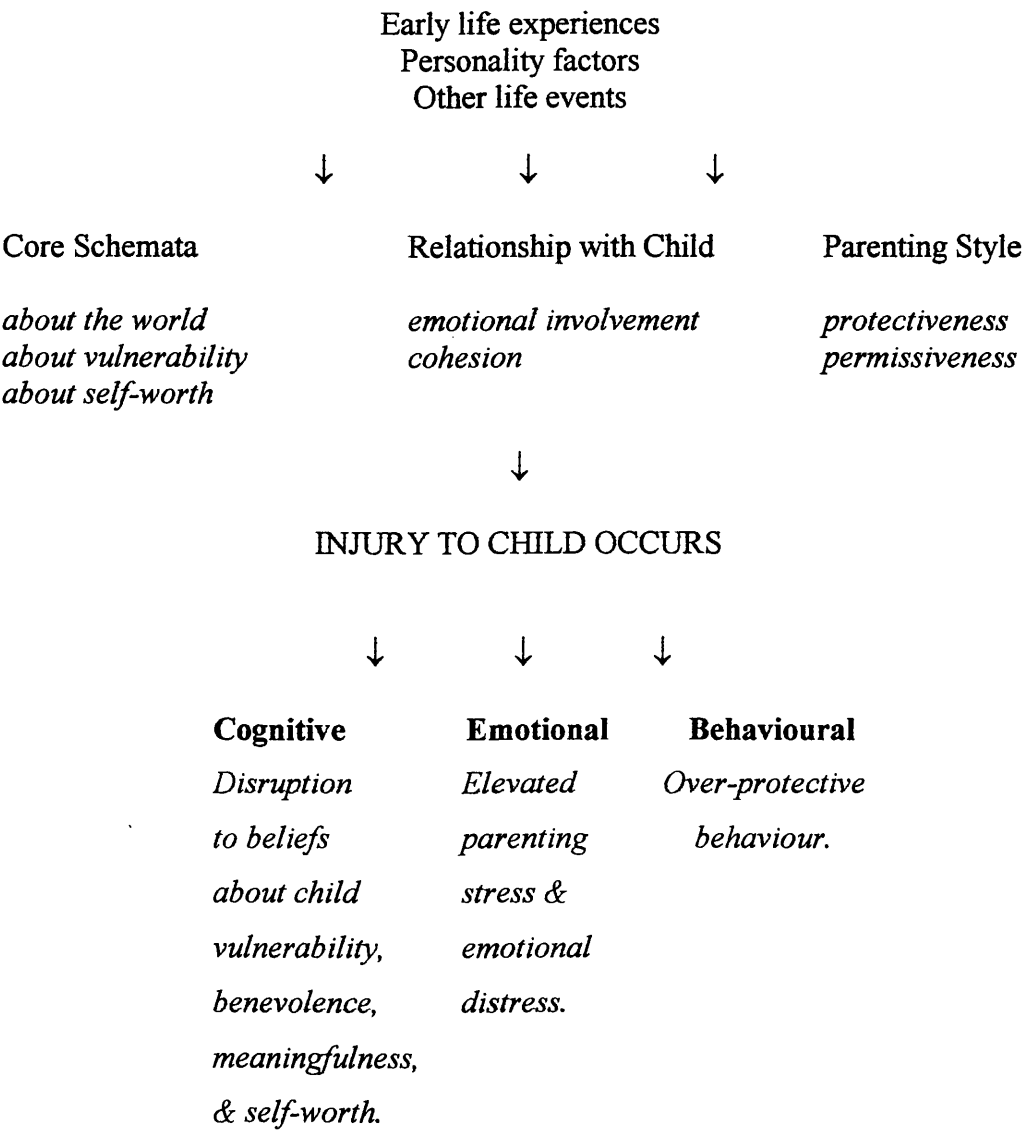 Early life experiences
Personality factors
Other life events
↓ ↓ ↓
Core Schemata
about the world
about vulnerability
about self-worth
Relationship with Child
emotional involvement
cohesion
Parenting Style
protectiveness
permissiveness
↓
INJURY TO CHILD OCCURS
↓ ↓ ↓
Cognitive
Disruption
to beliefs
about child
vulnerability,
benevolence,
meaningfulness,
& self-worth.
Emotional
Elevated
parenting
stress &
emotional
distress.
Behavioural
Over-protective
behaviour.